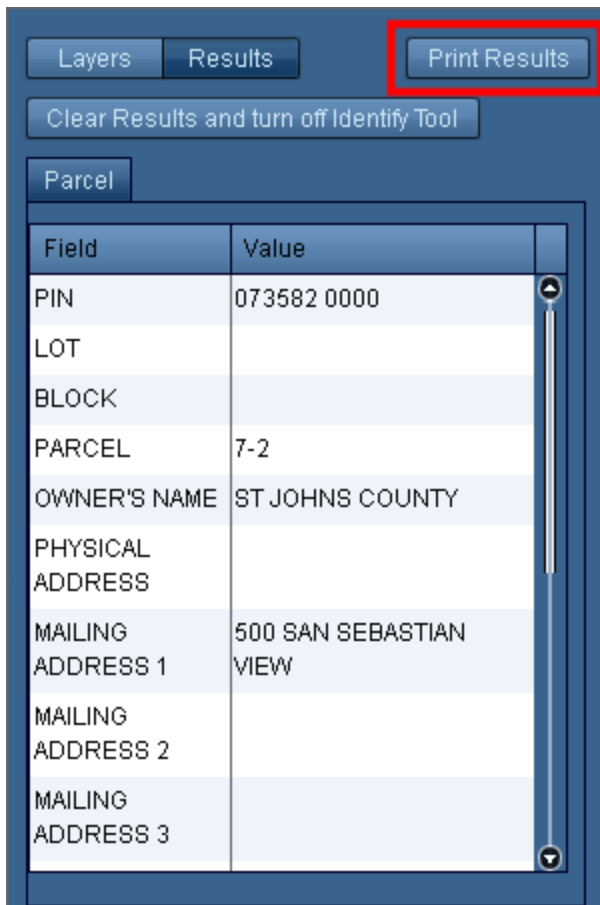 Layers Results Print Results
Clear Results and turn off Identify Tool
Parcel
Field Value
PIN 073582 0000
LOT
BLOCK
PARCEL 7-2
OWNER'S NAME ST JOHNS COUNTY
PHYSICAL
ADDRESS
MAILING 500 SAN SEBASTIAN
ADDRESS 1 VIEW
MAILING
ADDRESS 2
MAILING
ADDRESS 3